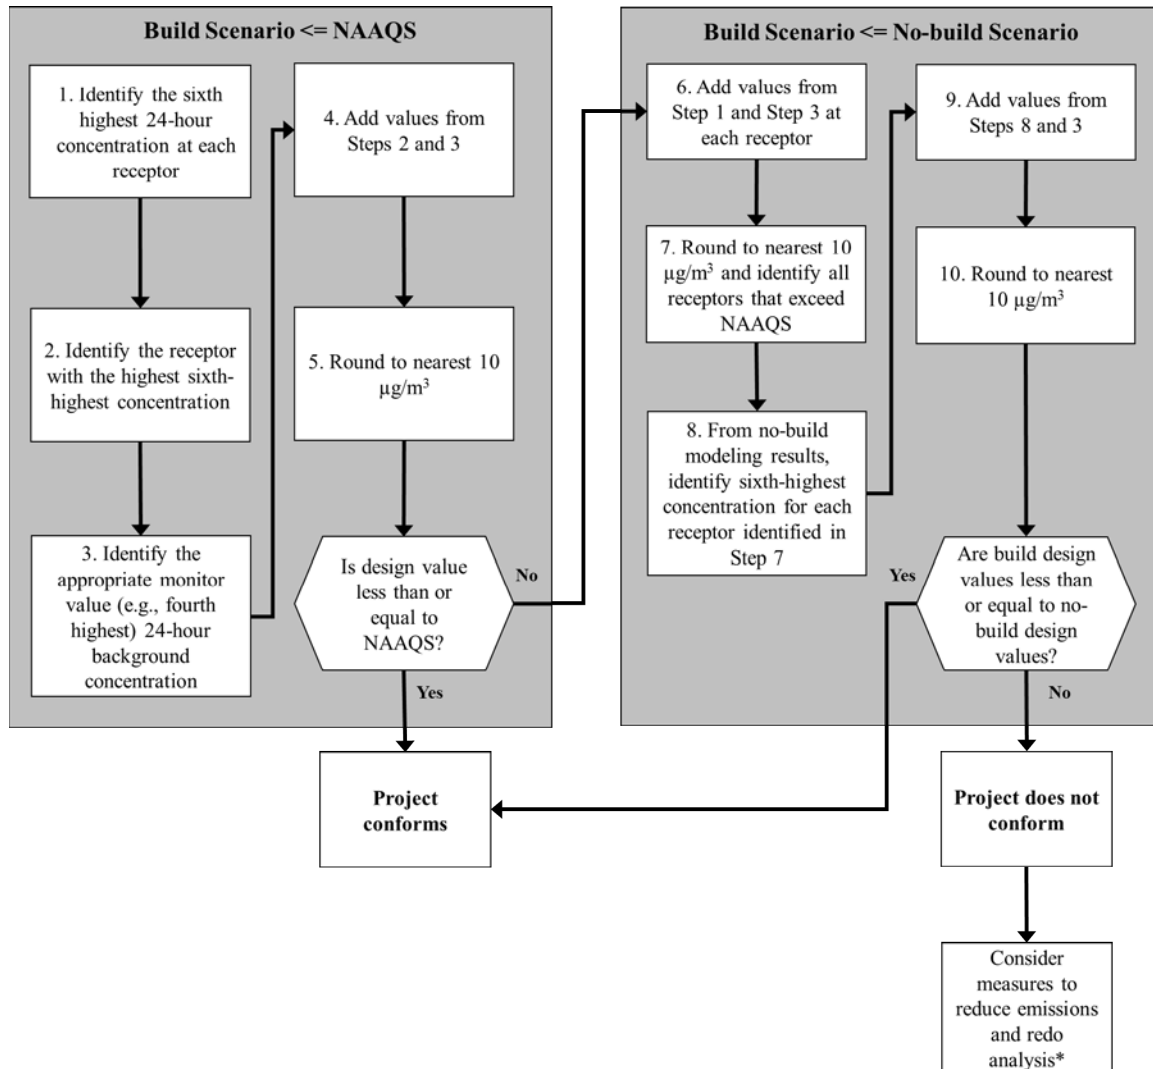 Build Scenario <= NAAQS
1. Identify the sixth
highest 24-hour
concentration at each
receptor
2. Identify the receptor
with the highest sixth-
highest concentration
3. Identify the
appropriate monitor
value (e.g., fourth
highest) 24-hour
background
concentration
4. Add values from
Steps 2 and 3
5. Round to nearest 10
µg/m³
Is design value
less than or
equal to
NAAQS?
No
Yes
Build Scenario <= No-build Scenario
6. Add values from
Step 1 and Step 3 at
each receptor
7. Round to nearest 10
µg/m³ and identify all
receptors that exceed
NAAQS
8. From no-build
modeling results,
identify sixth-highest
concentration for each
receptor identified in
Step 7
9. Add values from
Steps 8 and 3
10. Round to nearest
10 µg/m³
Are build design
values less than
or equal to no-
build design
values?
Yes
No
Project
conforms
Project does not
conform
Consider
measures to
reduce emissions
and redo
analysis*